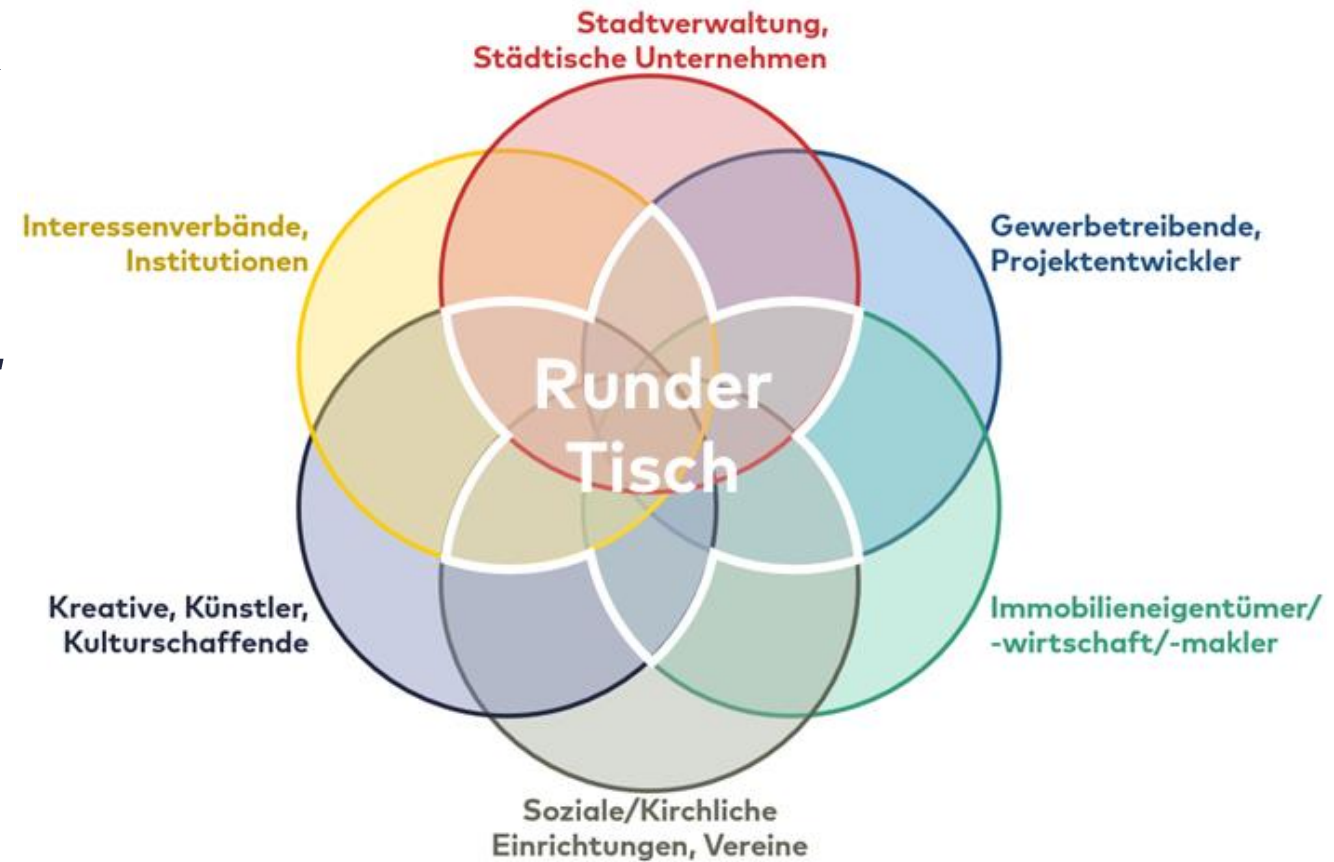 Stadtverwaltung,
Städtische Unternehmen
Interessenverbände,
Institutionen
Gewerbetreibende,
Projektentwickler
Runder
Tisch
Kreative, Künstler,
Kulturschaffende
Immobilieneigentümer/
-wirtschaft/-makler
Soziale/Kirchliche
Einrichtungen, Vereine